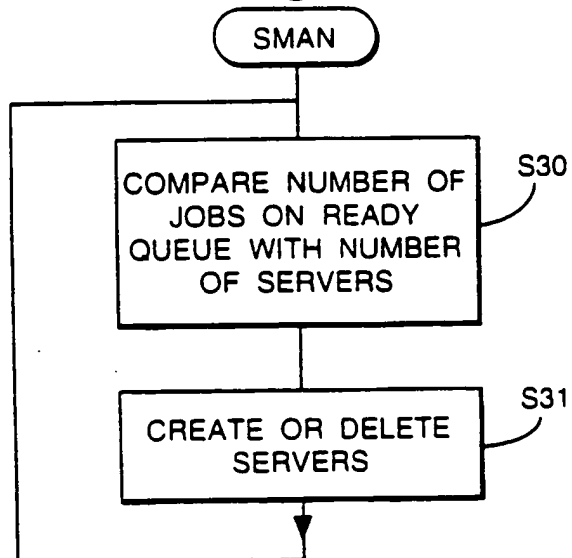 SMAN
COMPARE NUMBER OF
JOBS ON READY
QUEUE WITH NUMBER
OF SERVERS
S30
CREATE OR DELETE
SERVERS
S31